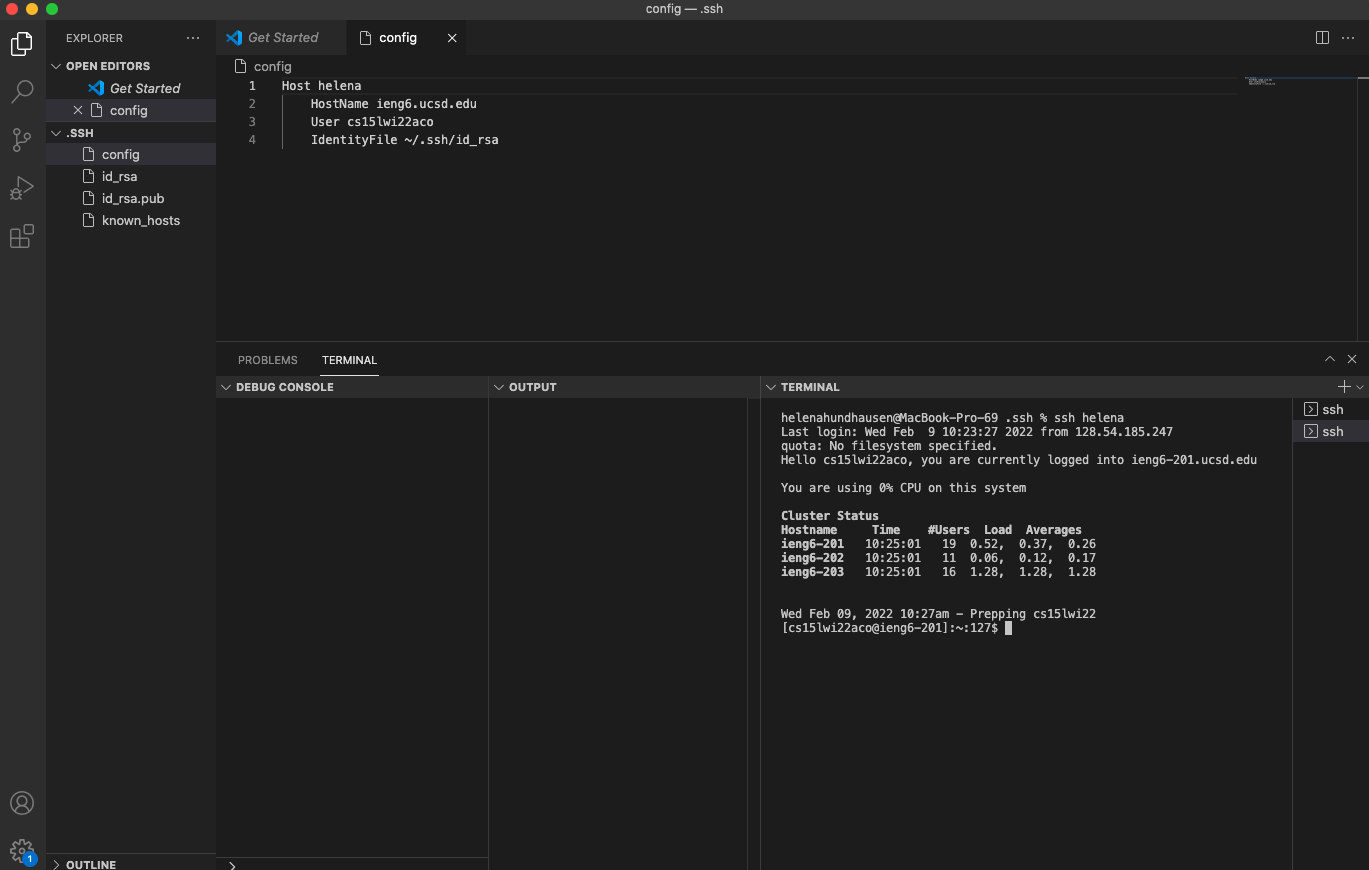 config — .ssh
EXPLORER
OPEN EDITORS
Get Started
config
.SSH
config
id_rsa
id_rsa.pub
known_hosts
OUTLINE
1
Get Started
config
config
1 Host helena
2 HostName ieng6.ucsd.edu
3 User cs15lwi22aco
4 IdentityFile ~/.ssh/id_rsa
PROBLEMS TERMINAL
DEBUG CONSOLE
OUTPUT
TERMINAL
helenahundhausen@MacBook-Pro-69 .ssh % ssh helena
Last login: Wed Feb  9 10:23:27 2022 from 128.54.185.247
quota: No filesystem specified.
Hello cs15lwi22aco, you are currently logged into ieng6-201.ucsd.edu
You are using 0% CPU on this system
Cluster Status
Hostname     Time    #Users  Load  Averages
ieng6-201   10:25:01   19  0.52,  0.37,  0.26
ieng6-202   10:25:01   11  0.06,  0.12,  0.17
ieng6-203   10:25:01   16  1.28,  1.28,  1.28
Wed Feb 09, 2022 10:27am - Prepping cs15lwi22
[cs15lwi22aco@ieng6-201]:~:127$
ssh
ssh